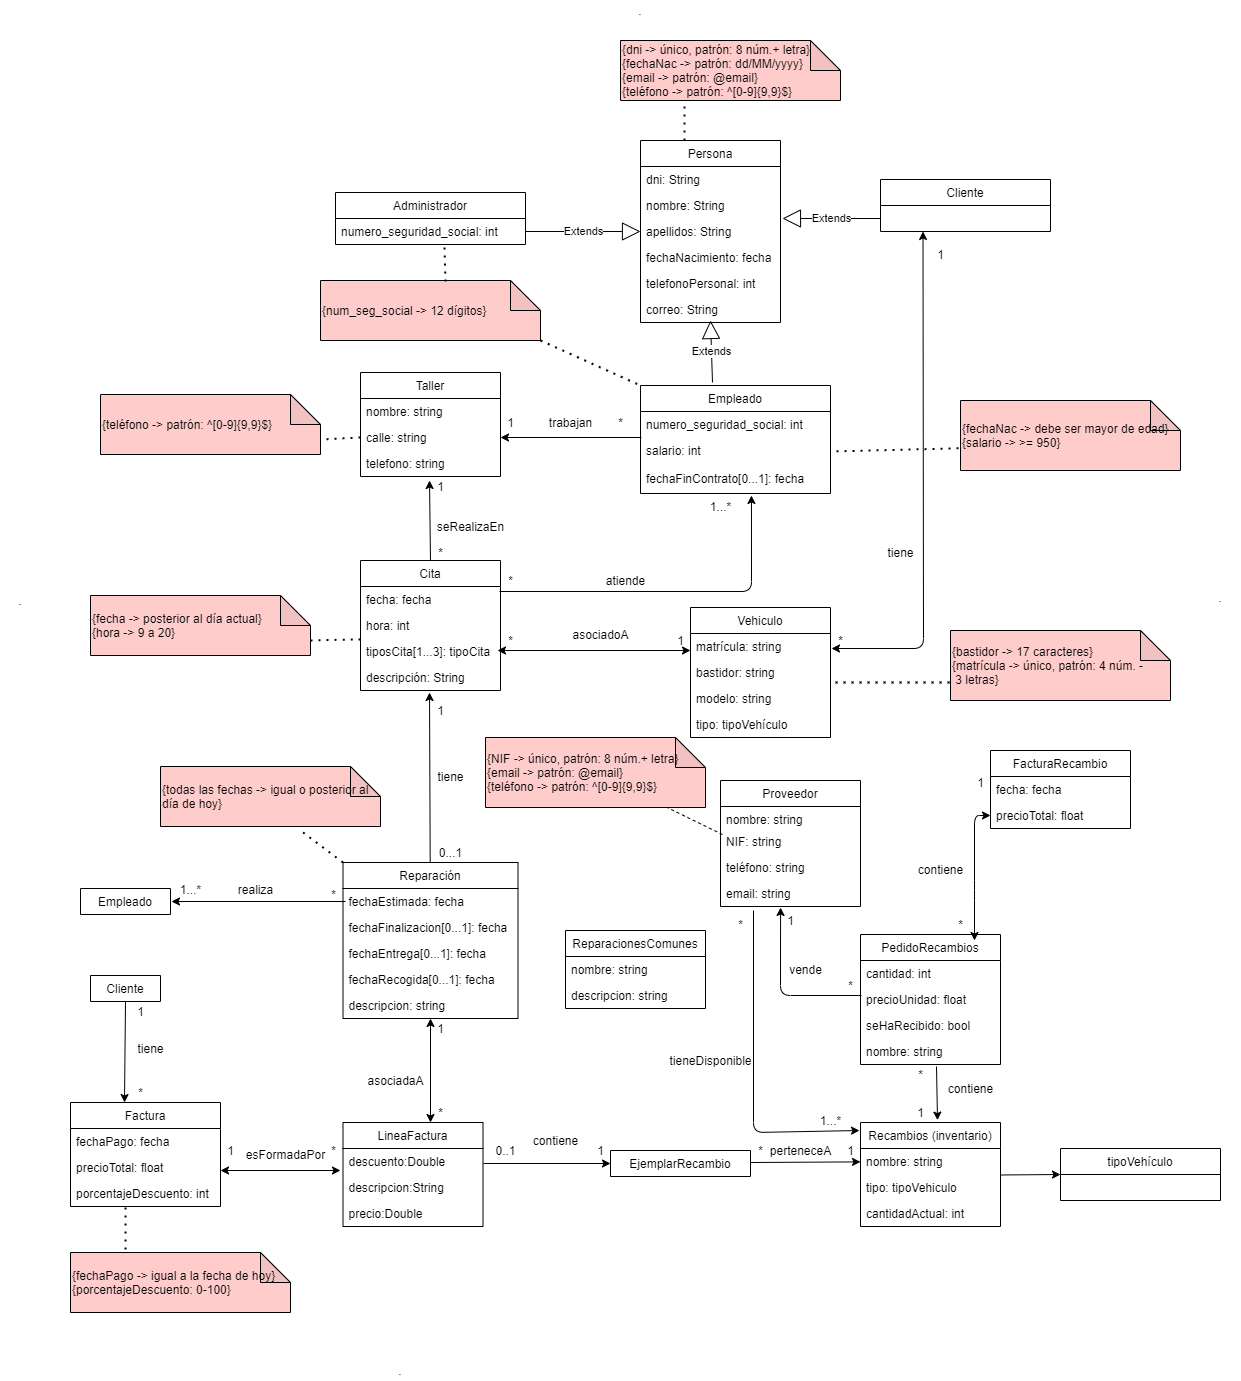 {dni -> único, patrón: 8 núm.+ letra}
{fechaNac -> patrón: dd/MM/yyyy}
{email -> patrón: @email}
{teléfono -> patrón: ^[0-9]{9,9}$}
Persona
dni: String
nombre: String
apellidos: String
fechaNacimiento: fecha
telefonoPersonal: int
correo: String
Administrador
numero_seguridad_social: int
Extends
Extends
Cliente
1
{num_seg_social -> 12 dígitos}
Extends
Taller
nombre: string
calle: string
telefono: string
{teléfono -> patrón: ^[0-9]{9,9}$}
1
trabajan
*
Empleado
numero_seguridad_social: int
salario: int
fechaFinContrato[0...1]: fecha
{fechaNac -> debe ser mayor de edad}
{salario -> >= 950}
1
seRealizaEn
*
1...*
tiene
Cita
fecha: fecha
hora: int
tiposCita[1...3]: tipoCita
descripción: String
*
atiende
{fecha -> posterior al día actual}
{hora -> 9 a 20}
*
asociadoA
1
Vehiculo
matrícula: string
bastidor: string
modelo: string
tipo: tipoVehículo
*
{bastidor -> 17 caracteres}
{matrícula -> único, patrón: 4 núm. -
3 letras}
1
tiene
0...1
{NIF -> único, patrón: 8 núm.+ letra}
{email -> patrón: @email}
{teléfono -> patrón: ^[0-9]{9,9}$}
{todas las fechas -> igual o posterior al
día de hoy}
Proveedor
nombre: string
NIF: string
teléfono: string
email: string
FacturaRecambio
fecha: fecha
precioTotal: float
1
contiene
*
Reparación
fechaEstimada: fecha
fechaFinalizacion[0...1]: fecha
fechaEntrega[0...1]: fecha
fechaRecogida[0...1]: fecha
descripcion: string
Empleado
1...*
realiza
*
ReparacionesComunes
nombre: string
descripcion: string
*
1
vende
*
PedidoRecambios
cantidad: int
precioUnidad: float
seHaRecibido: bool
nombre: string
Cliente
1
tiene
*
1
asociadaA
*
tieneDisponible
1...*
*
contiene
1
Factura
fechaPago: fecha
precioTotal: float
porcentajeDescuento: int
1
esFormadaPor
*
LineaFactura
descuento:Double
descripcion:String
precio:Double
0..1
contiene
1
EjemplarRecambio
*
perteneceA
1
Recambios (inventario)
nombre: string
tipo: tipoVehiculo
cantidadActual: int
tipoVehículo
{fechaPago -> igual a la fecha de hoy}
{porcentajeDescuento: 0-100}